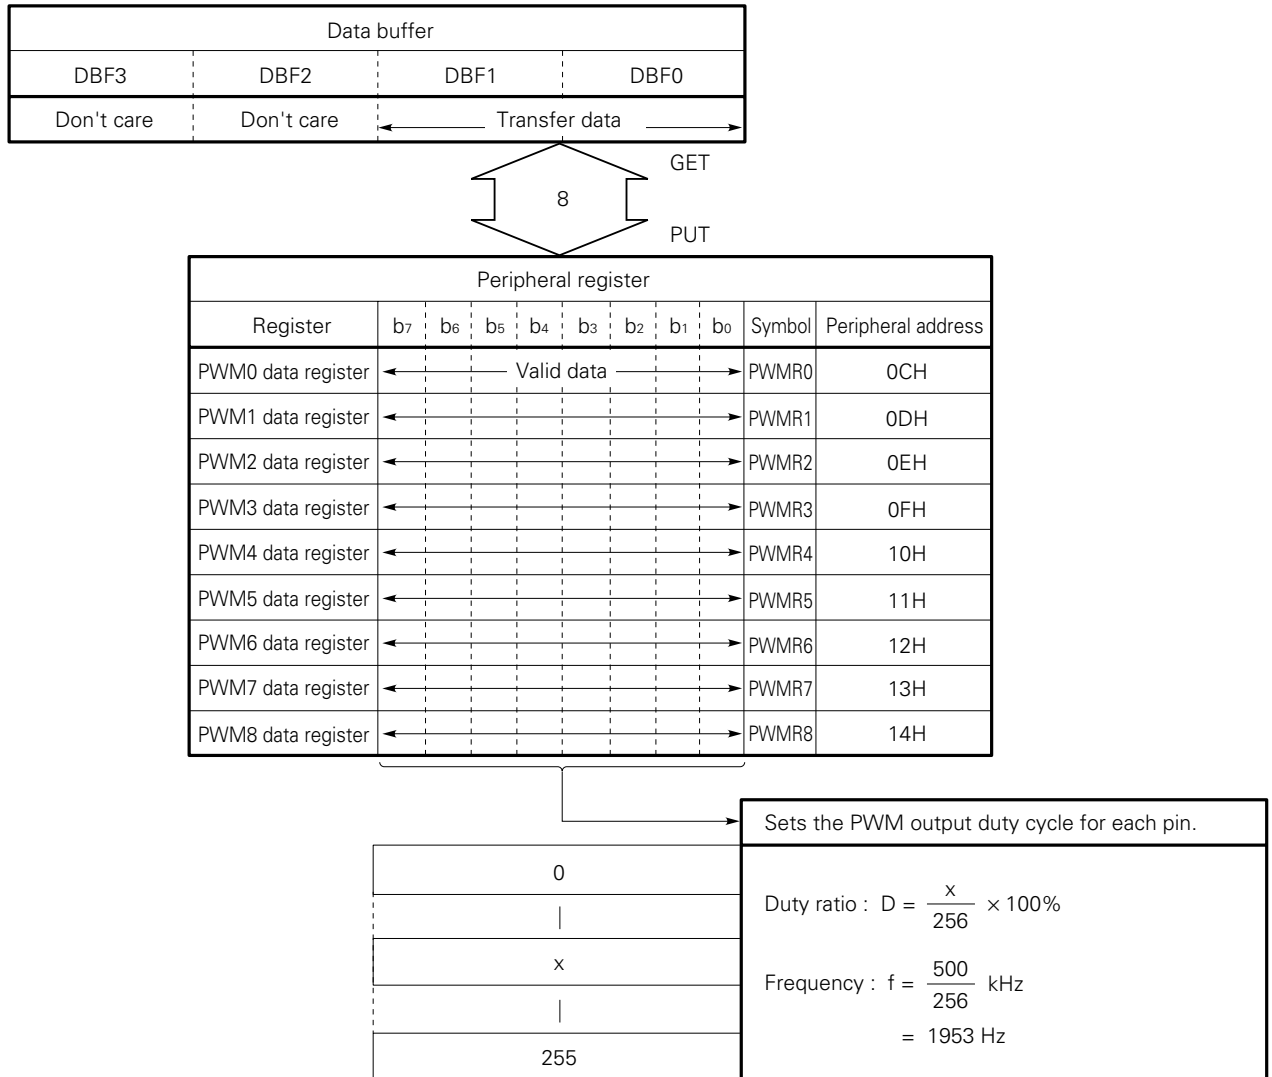 Data buffer
DBF3 DBF2 DBF1 DBF0
Don't care Don't care Transfer data
GET
8
PUT
Peripheral register
Register b7 b6 b5 b4 b3 b2 b1 b0 Symbol Peripheral address
PWM0 data register Valid data PWMR0 0CH
PWM1 data register PWMR1 0DH
PWM2 data register PWMR2 0EH
PWM3 data register PWMR3 0FH
PWM4 data register PWMR4 10H
PWM5 data register PWMR5 11H
PWM6 data register PWMR6 12H
PWM7 data register PWMR7 13H
PWM8 data register PWMR8 14H
Sets the PWM output duty cycle for each pin.
0
x
255
Duty ratio : D = x/256 × 100%
Frequency : f = 500/256 kHz
= 1953 Hz